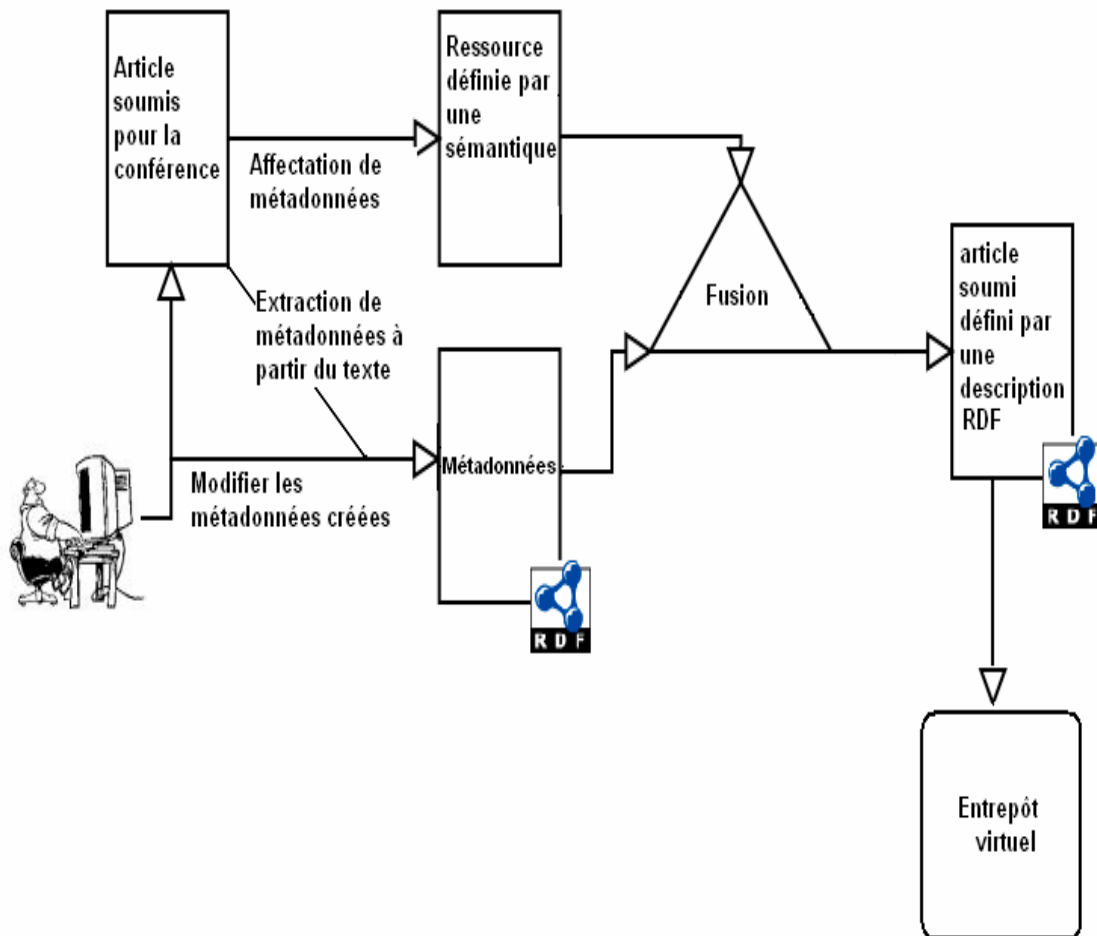 Article
soumis
pour la
conférence
Affectation de
métadonnées
Ressource
définie par
une
sémantique
Extraction de
métadonnées à
partir du texte
Modifier les
métadonnées créées
Métadonnées
RDF
Fusion
article
soumi
défini par
une
description
RDF
RDF
Entrepôt
virtuel